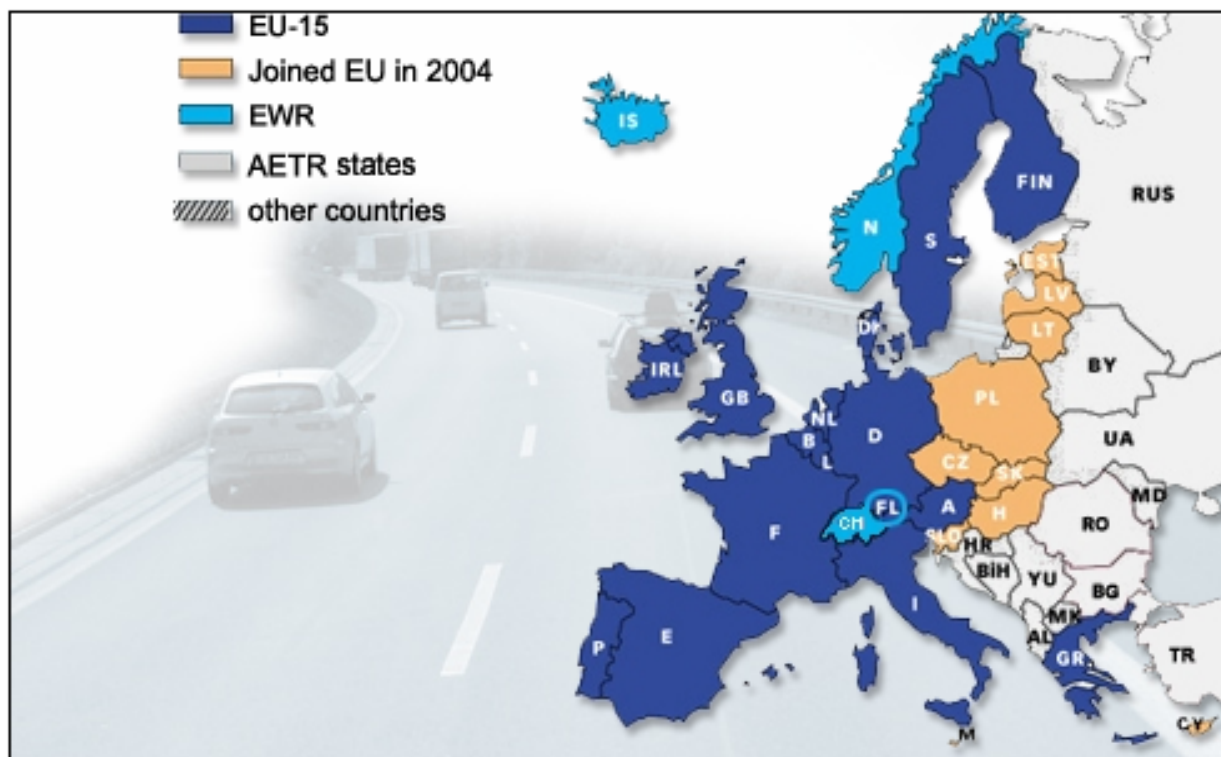 EU-15
Joined EU in 2004
EWR
AETR states
other countries
IS
FIN
RUS
N
S
EST
LV
LT
IRL
GB
BY
NL
PL
B
D
UA
L
CZ
SK
MD
FL
A
H
CH
RO
F
SLO
HR
BiH
YU
BG
I
MK
P
E
AL
GR
TR
CY
M